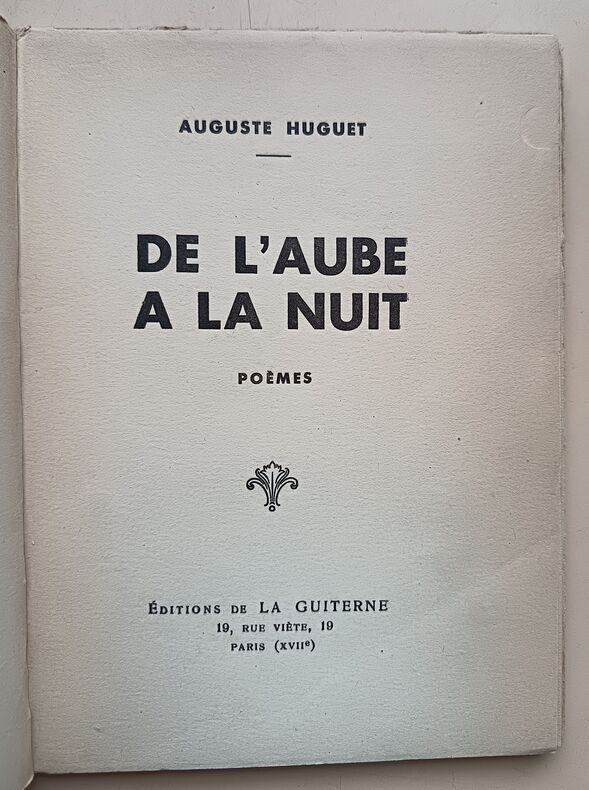 AUGUSTE HUGUET
DE L'AUBE
A LA NUIT
POÈMES
ÉDITIONS DE LA GUITERNE
19, RUE VIÈTE, 19
PARIS (XVIIe)